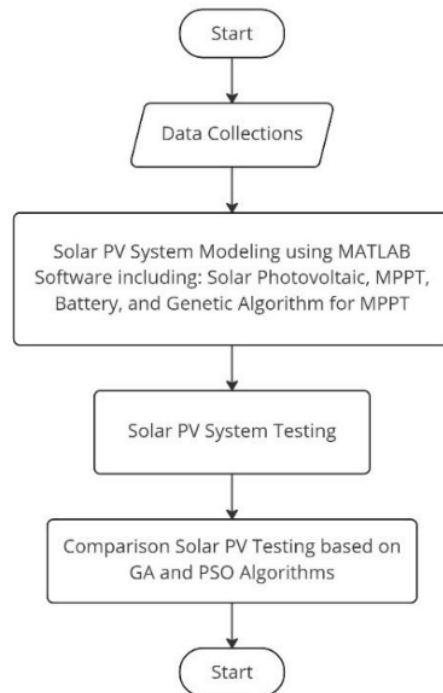 Start
Data Collections
Solar PV System Modeling using MATLAB
Software including: Solar Photovoltaic, MPPT,
Battery, and Genetic Algorithm for MPPT
Solar PV System Testing
Comparison Solar PV Testing based on
GA and PSO Algorithms
Start